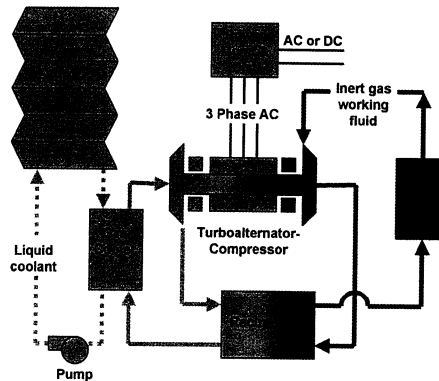 AC or DC
3 Phase AC
Inert gas
working
fluid
Turboalternator-
Compressor
Liquid
coolant
Pump